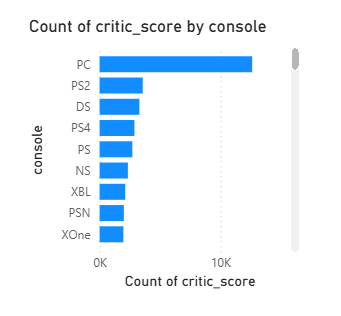 Count of critic_score by console
console
PC
PS2
DS
PS4
PS
NS
XBL
PSN
XOne
0K 10K
Count of critic_score